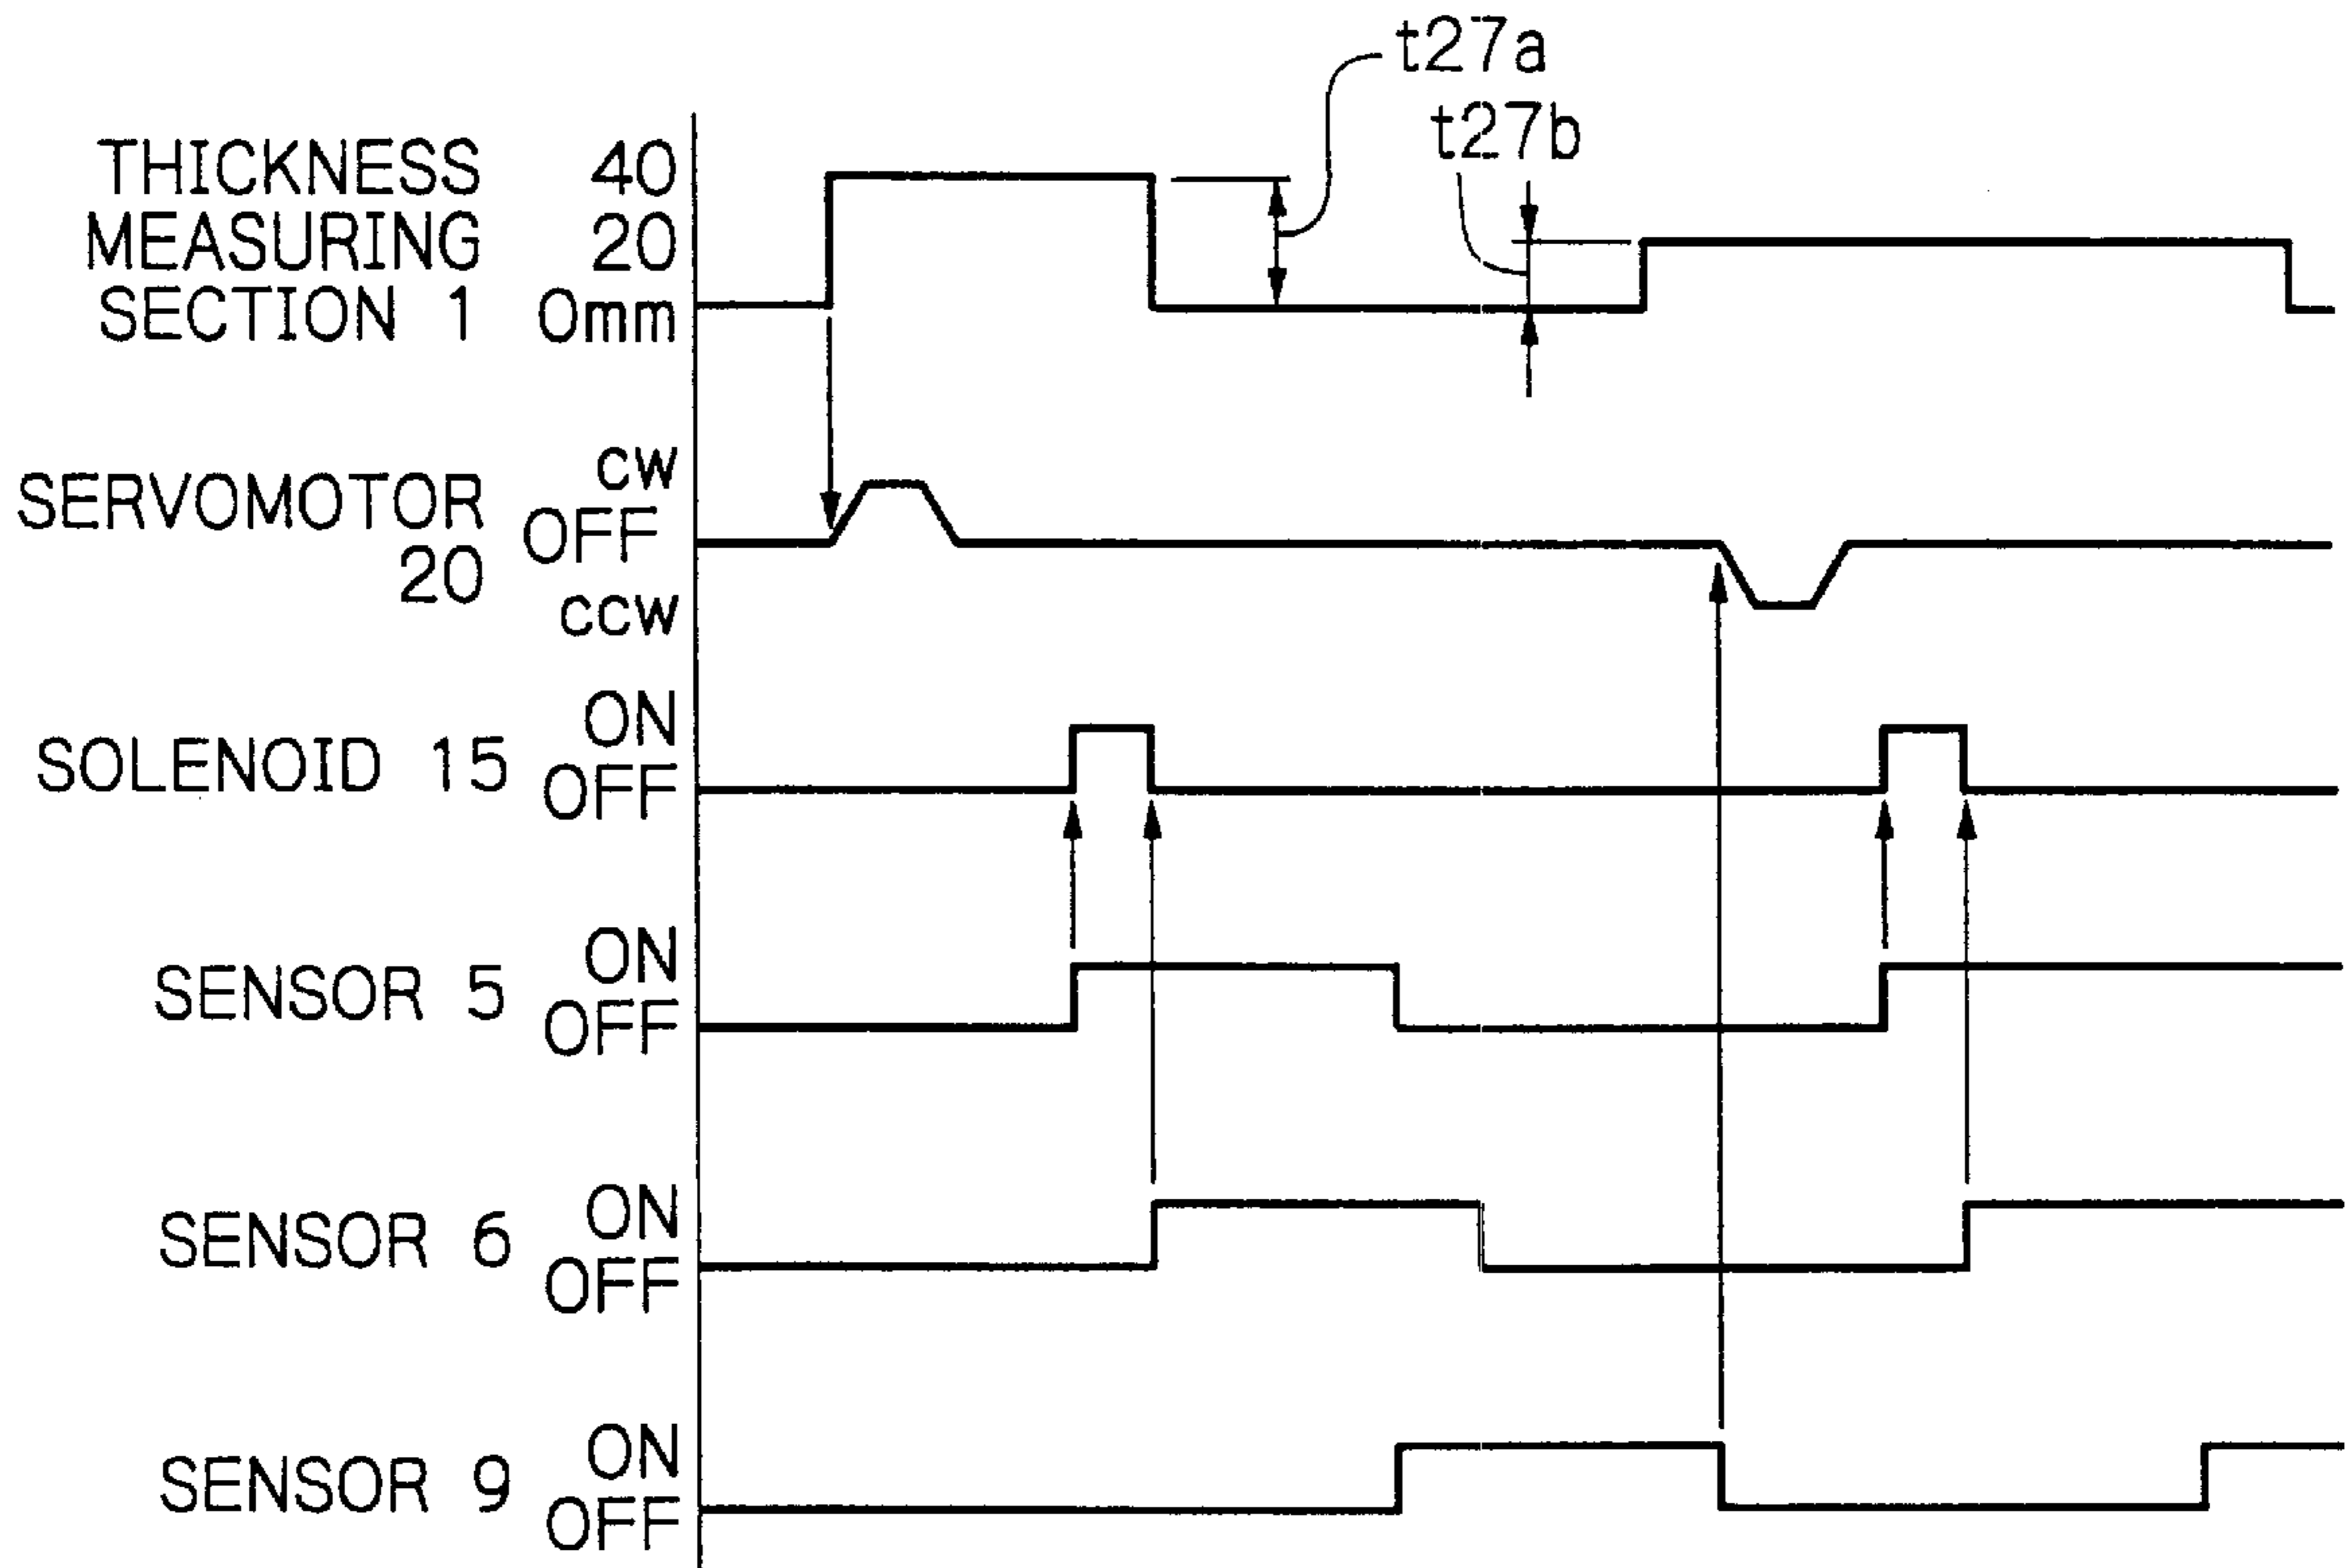 t27a
t27b
THICKNESS 40
MEASURING 20
SECTION 1 0mm
cw
SERVOMOTOR OFF
20
ccw
ON
SOLENOID 15
OFF
ON
SENSOR 5
OFF
ON
SENSOR 6
OFF
ON
SENSOR 9
OFF